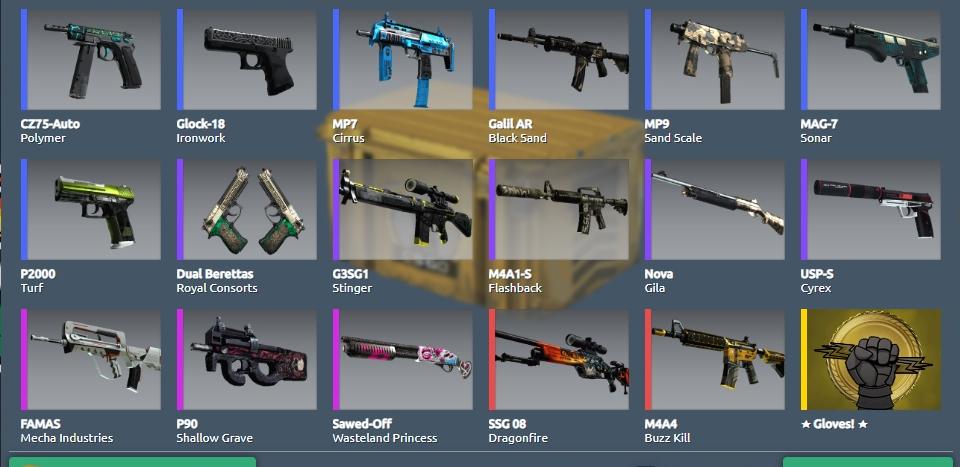 CZ75-Auto
Polymer
Glock-18
Ironwork
MP7
Cirrus
Galil AR
Black Sand
MP9
Sand Scale
MAG-7
Sonar
P2000
Turf
Dual Berettas
Royal Consorts
G3SG1
Stinger
M4A1-S
Flashback
Nova
Gila
USP-S
Cyrex
FAMAS
Mecha Industries
P90
Shallow Grave
Sawed-Off
Wasteland Princess
SSG 08
Dragonfire
M4A4
Buzz Kill
★ Gloves! ★